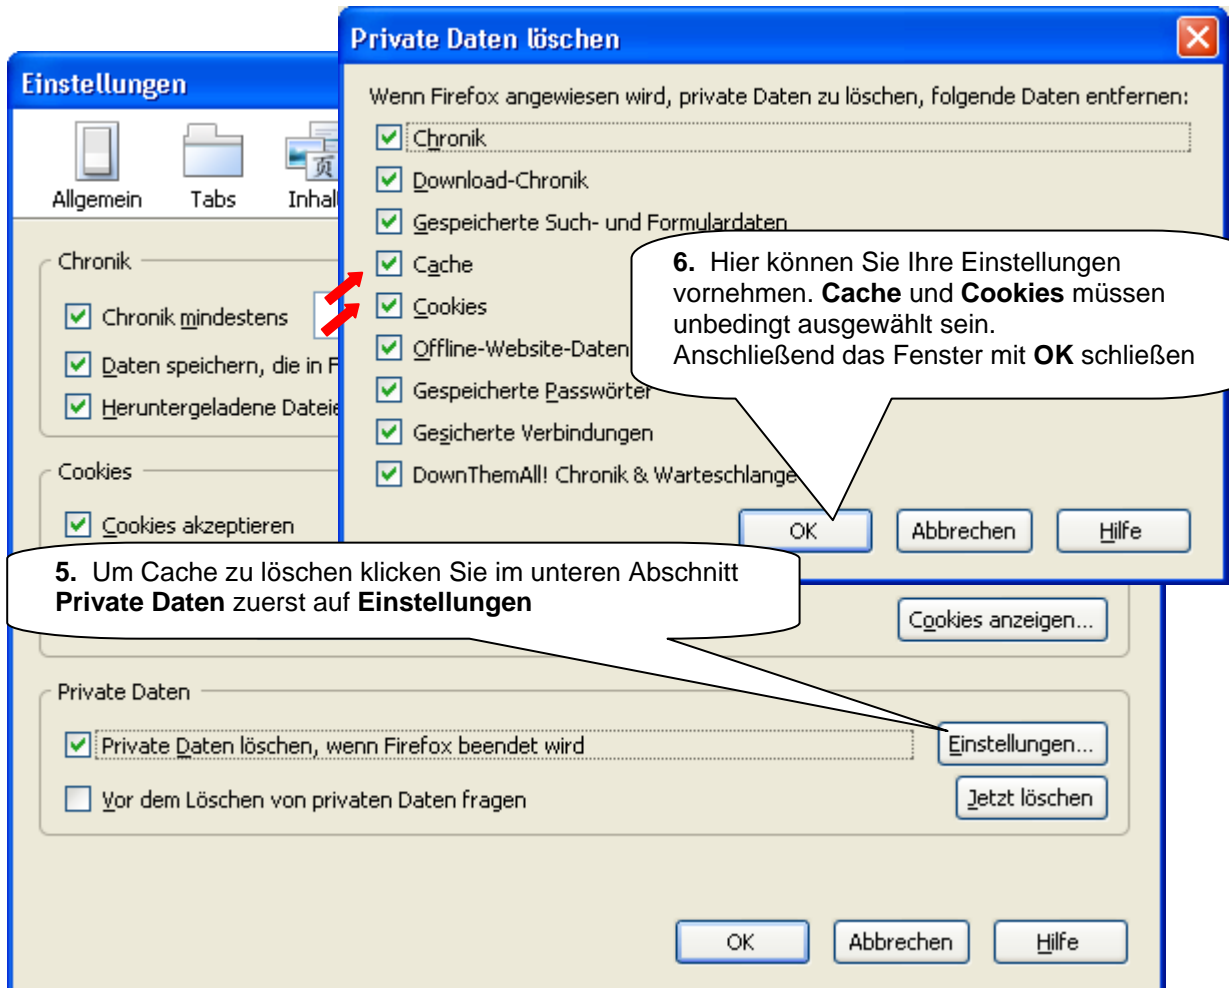 Private Daten löschen
Wenn Firefox angewiesen wird, private Daten zu löschen, folgende Daten entfernen:
Chronik
Download-Chronik
Gespeicherte Such- und Formulardaten
Cache
Cookies
Offline-Website-Daten
Gespeicherte Passwörter
Gesicherte Verbindungen
DownThemAll! Chronik & Warteschlange
OK Abbrechen Hilfe
6. Hier können Sie Ihre Einstellungen
vornehmen. Cache und Cookies müssen
unbedingt ausgewählt sein.
Anschließend das Fenster mit OK schließen
Einstellungen
Allgemein Tabs
页
Chronik
Chronik mindestens
Daten speichern, die in F
Heruntergeladene
Cookies
Cookies akzeptieren
5. Um Cache zu löschen klicken Sie im unteren Abschnitt
Private Daten zuerst auf Einstellungen
Cookies anzeigen...
Private Daten
Private Daten löschen, wenn Firefox beendet wird
Einstellungen...
Vor dem Löschen von privaten Daten fragen
Jetzt löschen
OK Abbrechen Hilfe